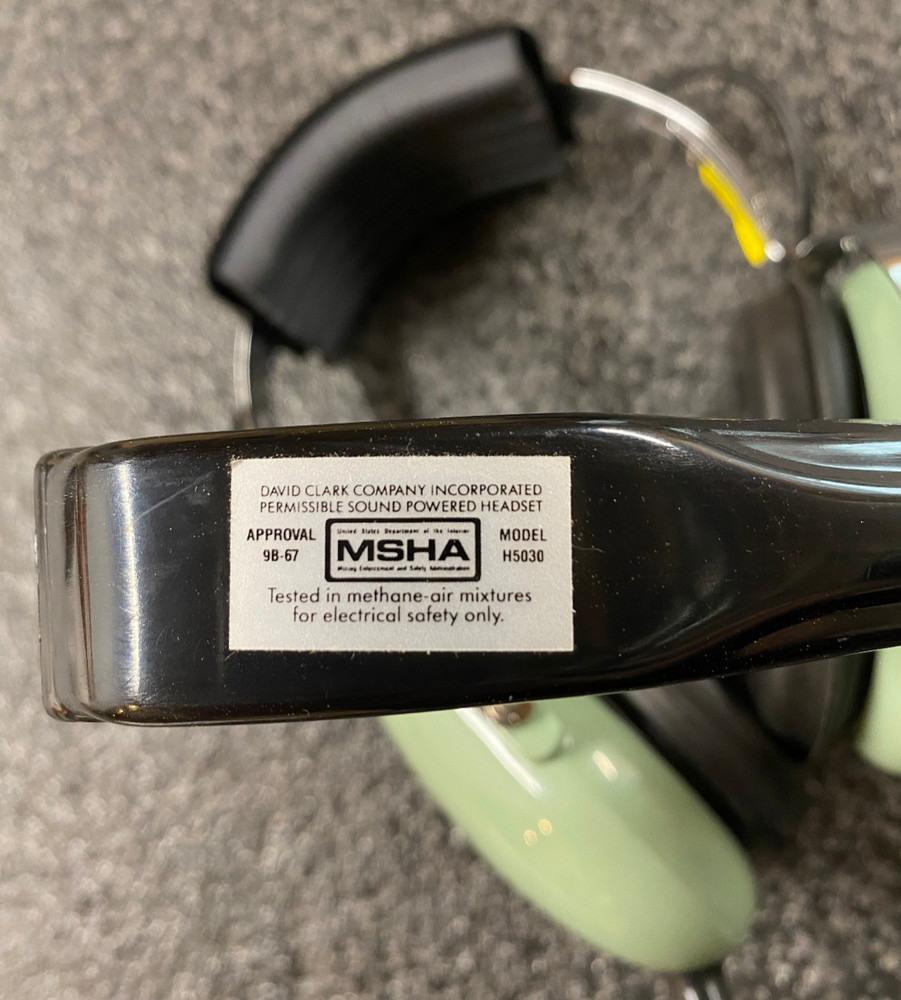 DAVID CLARK COMPANY INCORPORATED
PERMISSIBLE SOUND POWERED HEADSET
APPROVAL
9B-67
United States Department of the Interior
MSHA
Mining Enforcement and Safety Administration
MODEL
H5030
Tested in methane-air mixtures
for electrical safety only.